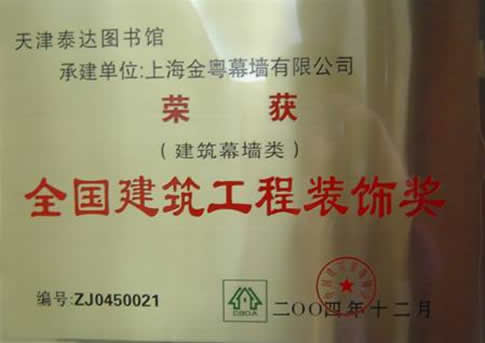 天津泰达图书馆
承建单位:上海金粤幕墙有限公司
荣 获
(建筑幕墙类)
全国建筑工程装饰奖
编号:ZJ0450021
CBDA
二〇〇四年十二月